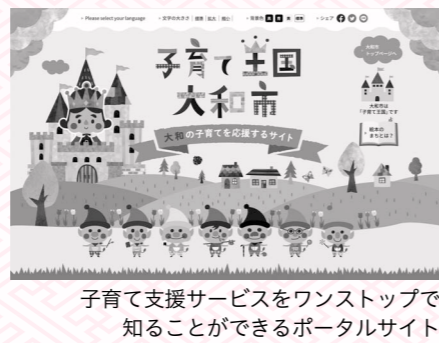 Please select your language
文字の大きさ 標準 拡大 縮小
背景色
シェア
大和市
トップページへ
子育て王国
大和市
大和の子育てを応援するサイト
大和市は
「子育て王国」です
絵本の
まちとは?
子育て支援サービスをワンストップで
知ることができるポータルサイト